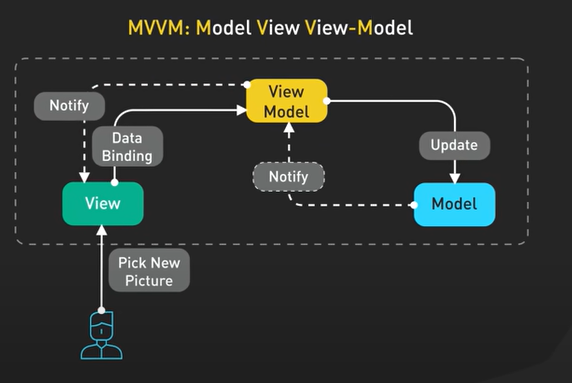 MVVM: Model View View-Model
Notify
View
Model
Data
Binding
Update
Notify
View
Model
Pick New
Picture